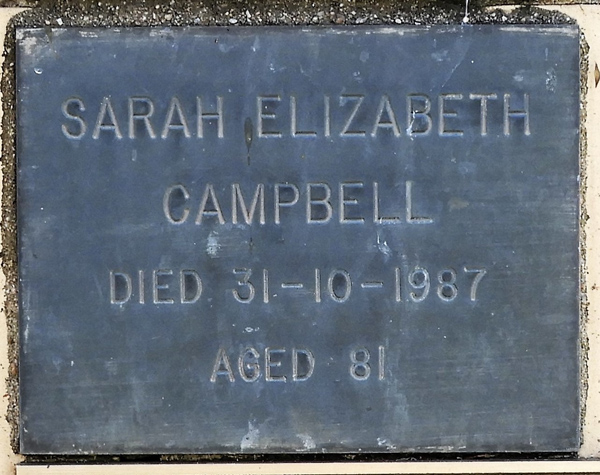 SARAH ELIZABETH
CAMPBELL
DIED 31-10-1987
AGED 81